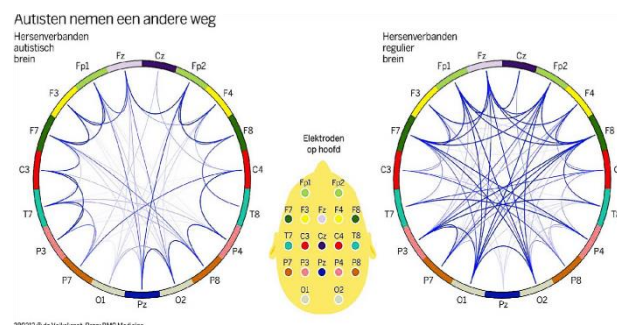 Autisten nemen een andere weg
Hersenverbanden
autistisch
brein
Fz
Cz
Fp1
Fp2
F3
F4
F7
F8
C3
C4
T7
T8
P3
P4
P7
P8
O1
Pz
O2
Elektroden
op hoofd
Fp1 Fp2
F7 F3 Fz F4 F8
T7 C3 Cz C4 T8
P7 P3 Pz P4 P8
O1 O2
Hersenverbanden
regulier
brein
Fz
Cz
Fp1
Fp2
F3
F4
F7
F8
C3
T7
T8
P3
P4
P7
P8
O1
Pz
O2